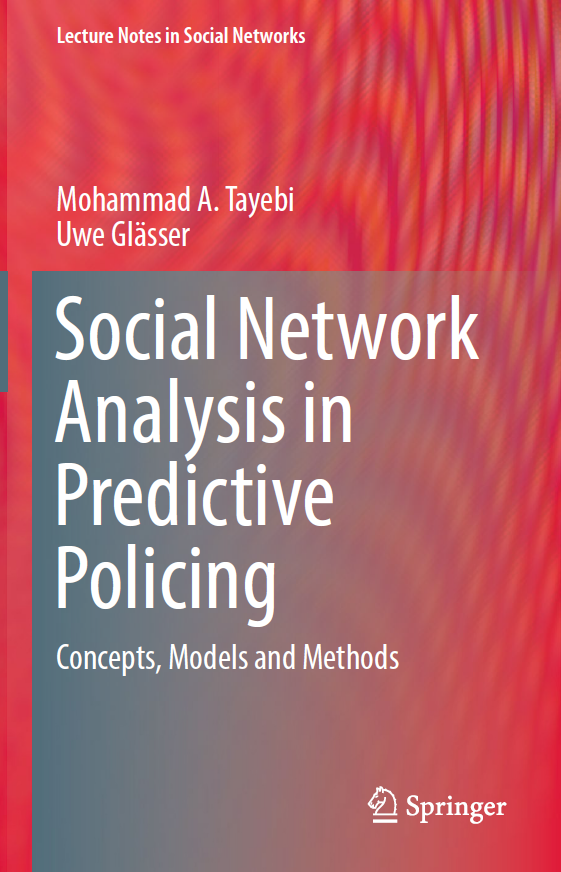 Lecture Notes in Social Networks
Mohammad A. Tayebi
Uwe Glässer
Social Network
Analysis in
Predictive
Policing
Concepts, Models and Methods
Springer